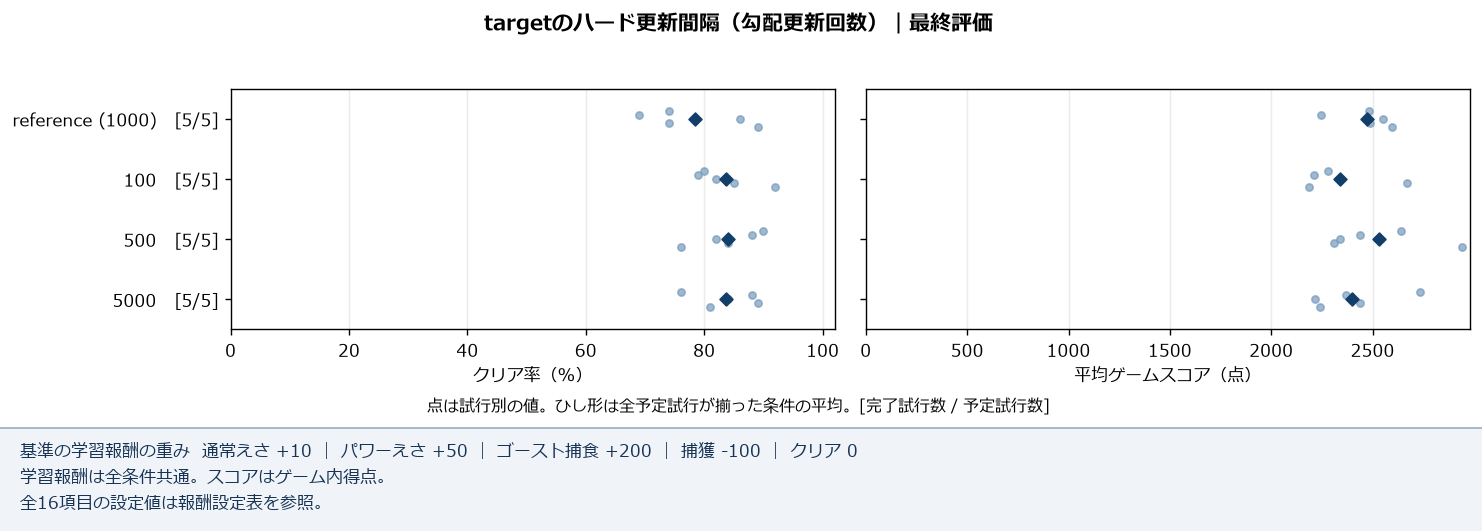 targetのハード更新間隔（勾配更新回数）｜最終評価
reference (1000) [5/5]
100 [5/5]
500 [5/5]
5000 [5/5]
0 20 40 60 80 100
クリア率（%）
0 500 1000 1500 2000 2500
平均ゲームスコア（点）
点は試行別の値。ひし形は全予定試行が揃った条件の平均。[完了試行数 / 予定試行数]
基準の学習報酬の重み 通常えさ +10 ｜ パワーえさ +50 ｜ ゴースト捕食 +200 ｜ 捕獲 -100 ｜ クリア 0
学習報酬は全条件共通。スコアはゲーム内得点。
全16項目の設定値は報酬設定表を参照。